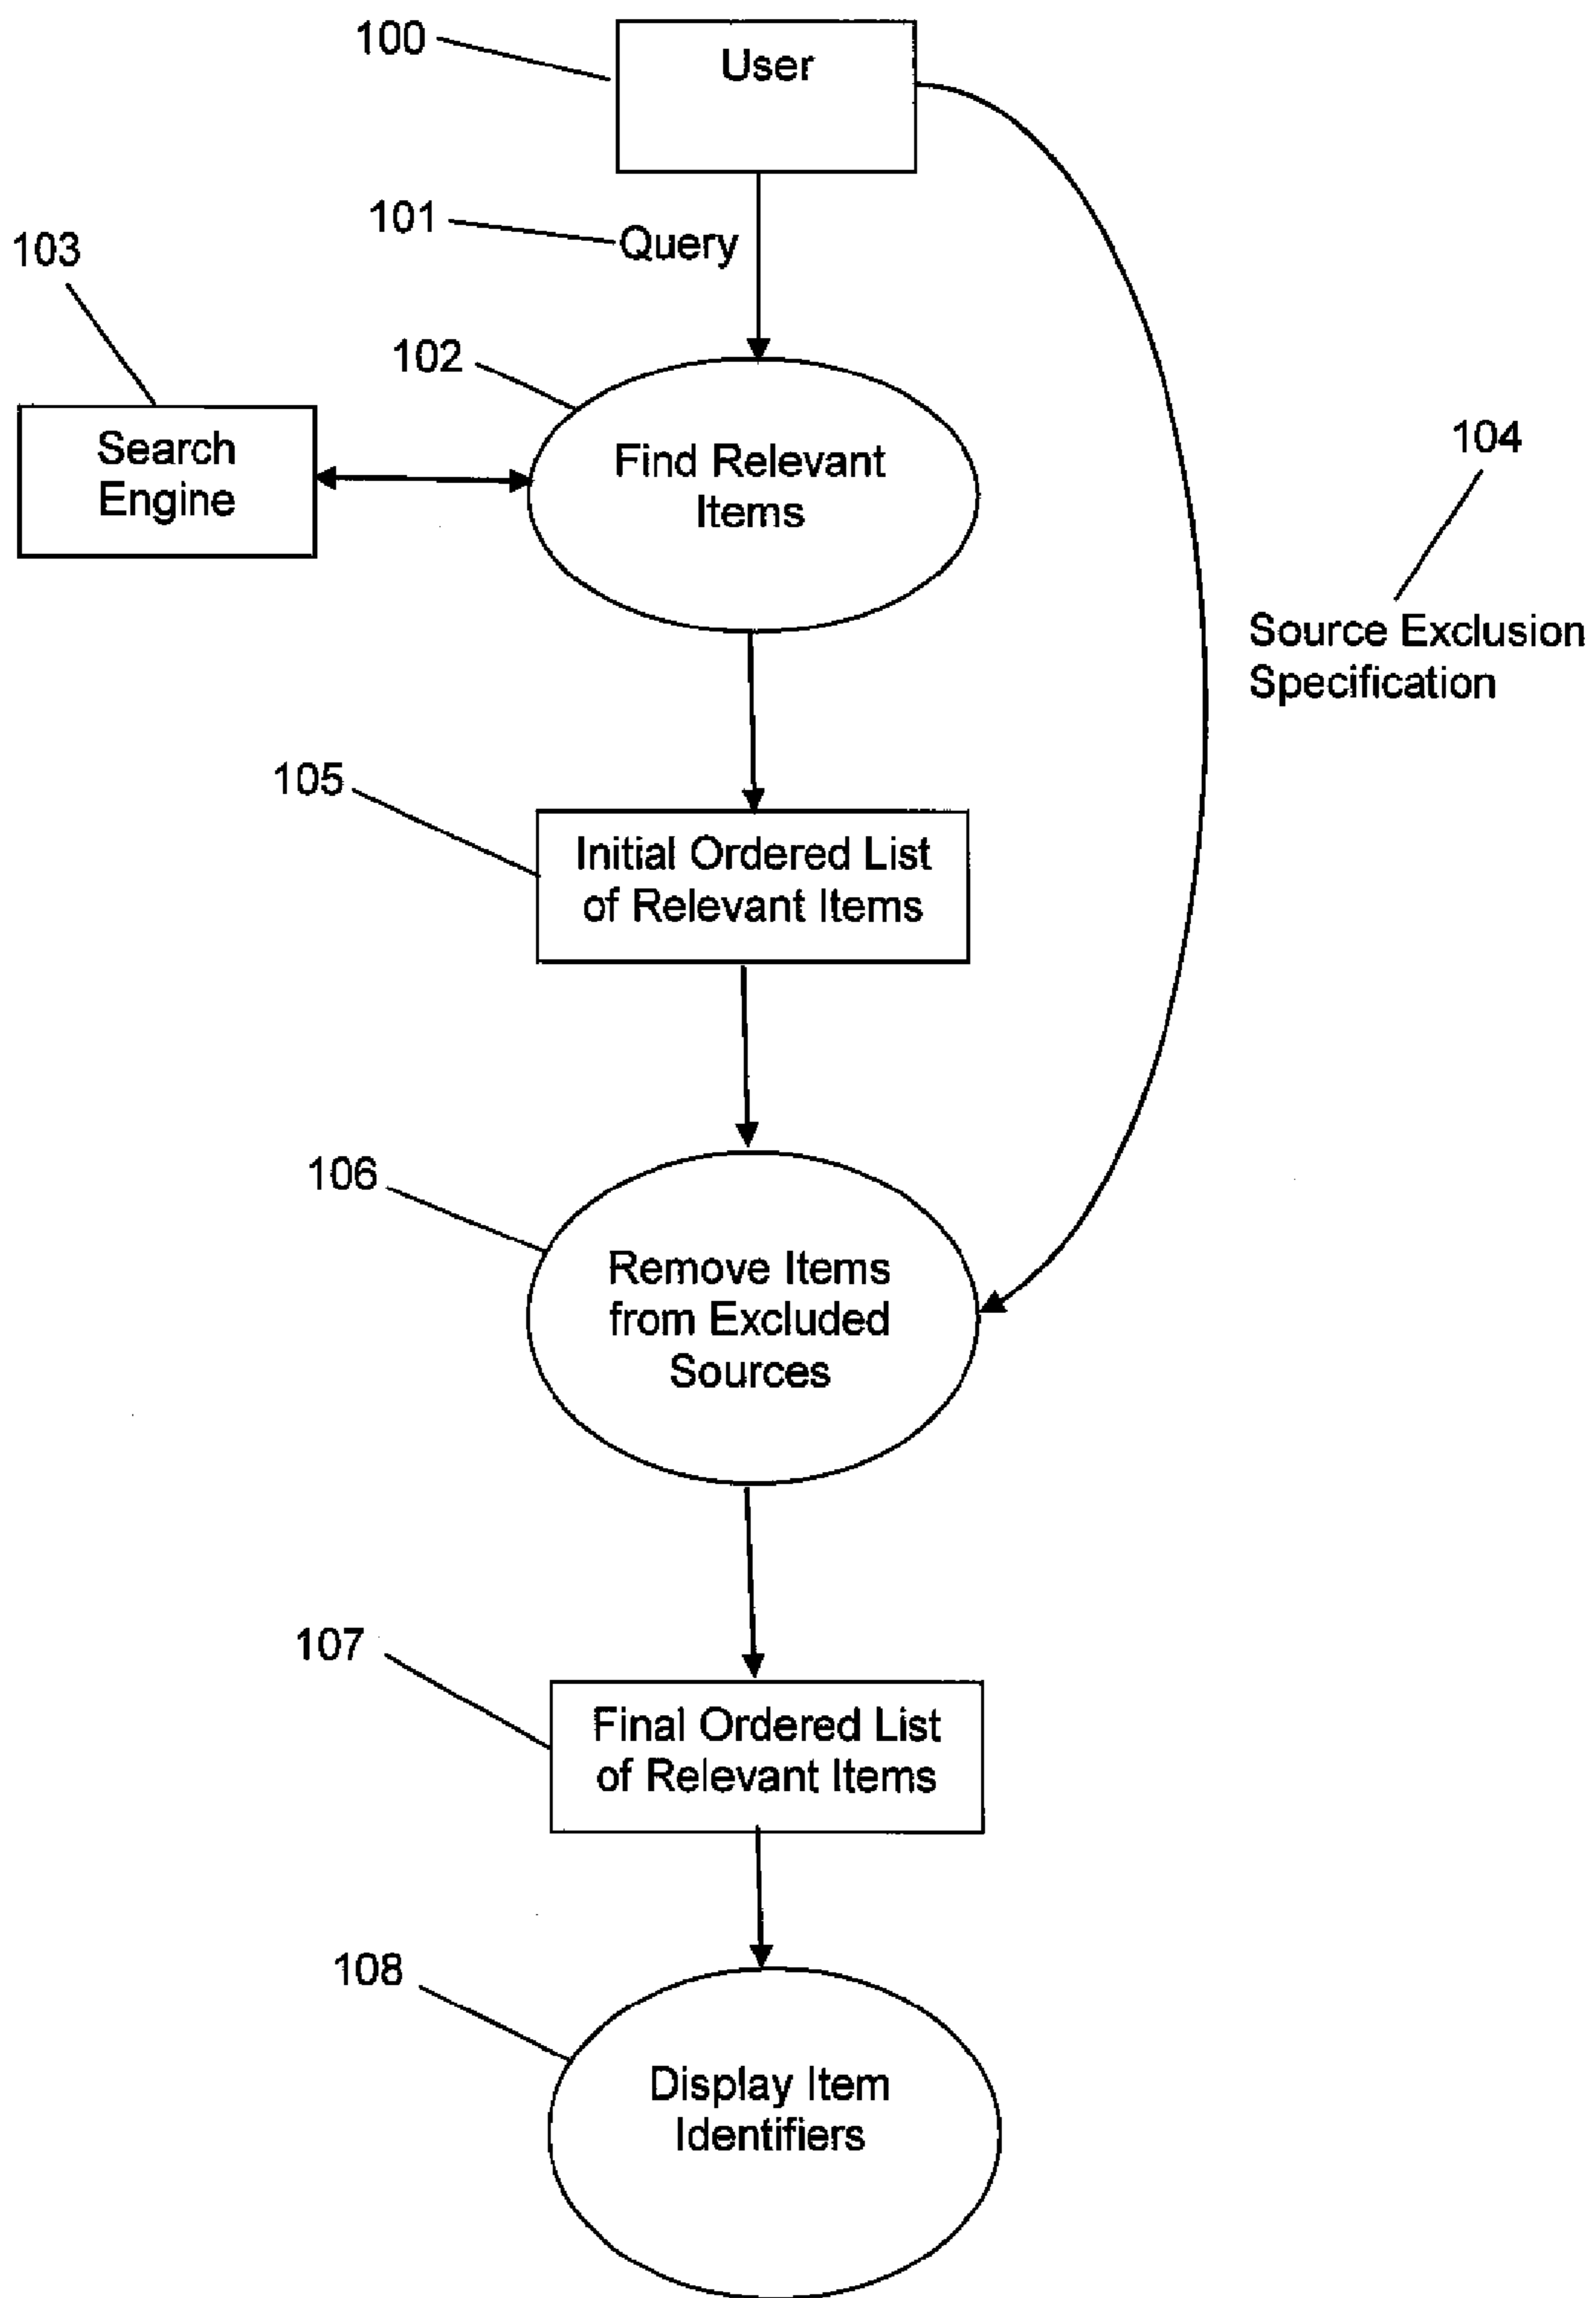 100
User
101
Query
103
102
Search
Engine
Find Relevant
Items
104
Source Exclusion
Specification
105
Initial Ordered List
of Relevant Items
106
Remove Items
from Excluded
Sources
107
Final Ordered List
of Relevant Items
108
Display Item
Identifiers